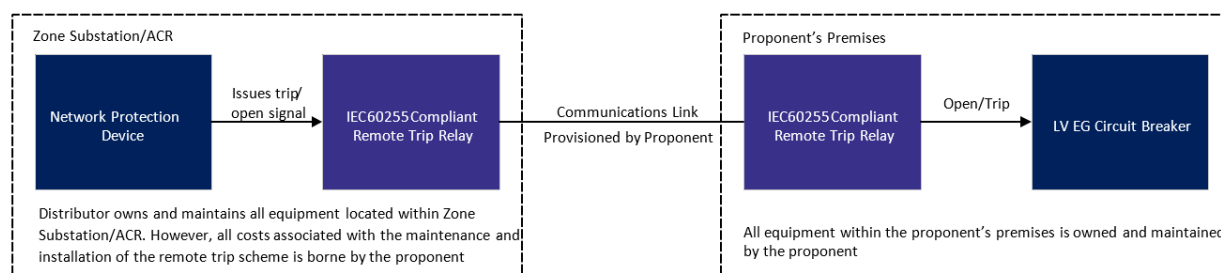 Zone Substation/ACR
Network Protection
Device
Issues trip/
open signal
IEC60255Compliant
Remote Trip Relay
Distributor owns and maintains all equipment located within Zone
Substation/ACR. However, all costs associated with the maintenance and
installation of the remote trip scheme is borne by the proponent
Communications Link
Provisioned by Proponent
Proponent's Premises
IEC60255Compliant
Remote Trip Relay
Open/Trip
LV EG Circuit Breaker
All equipment within the proponent's premises is owned and maintained
by the proponent